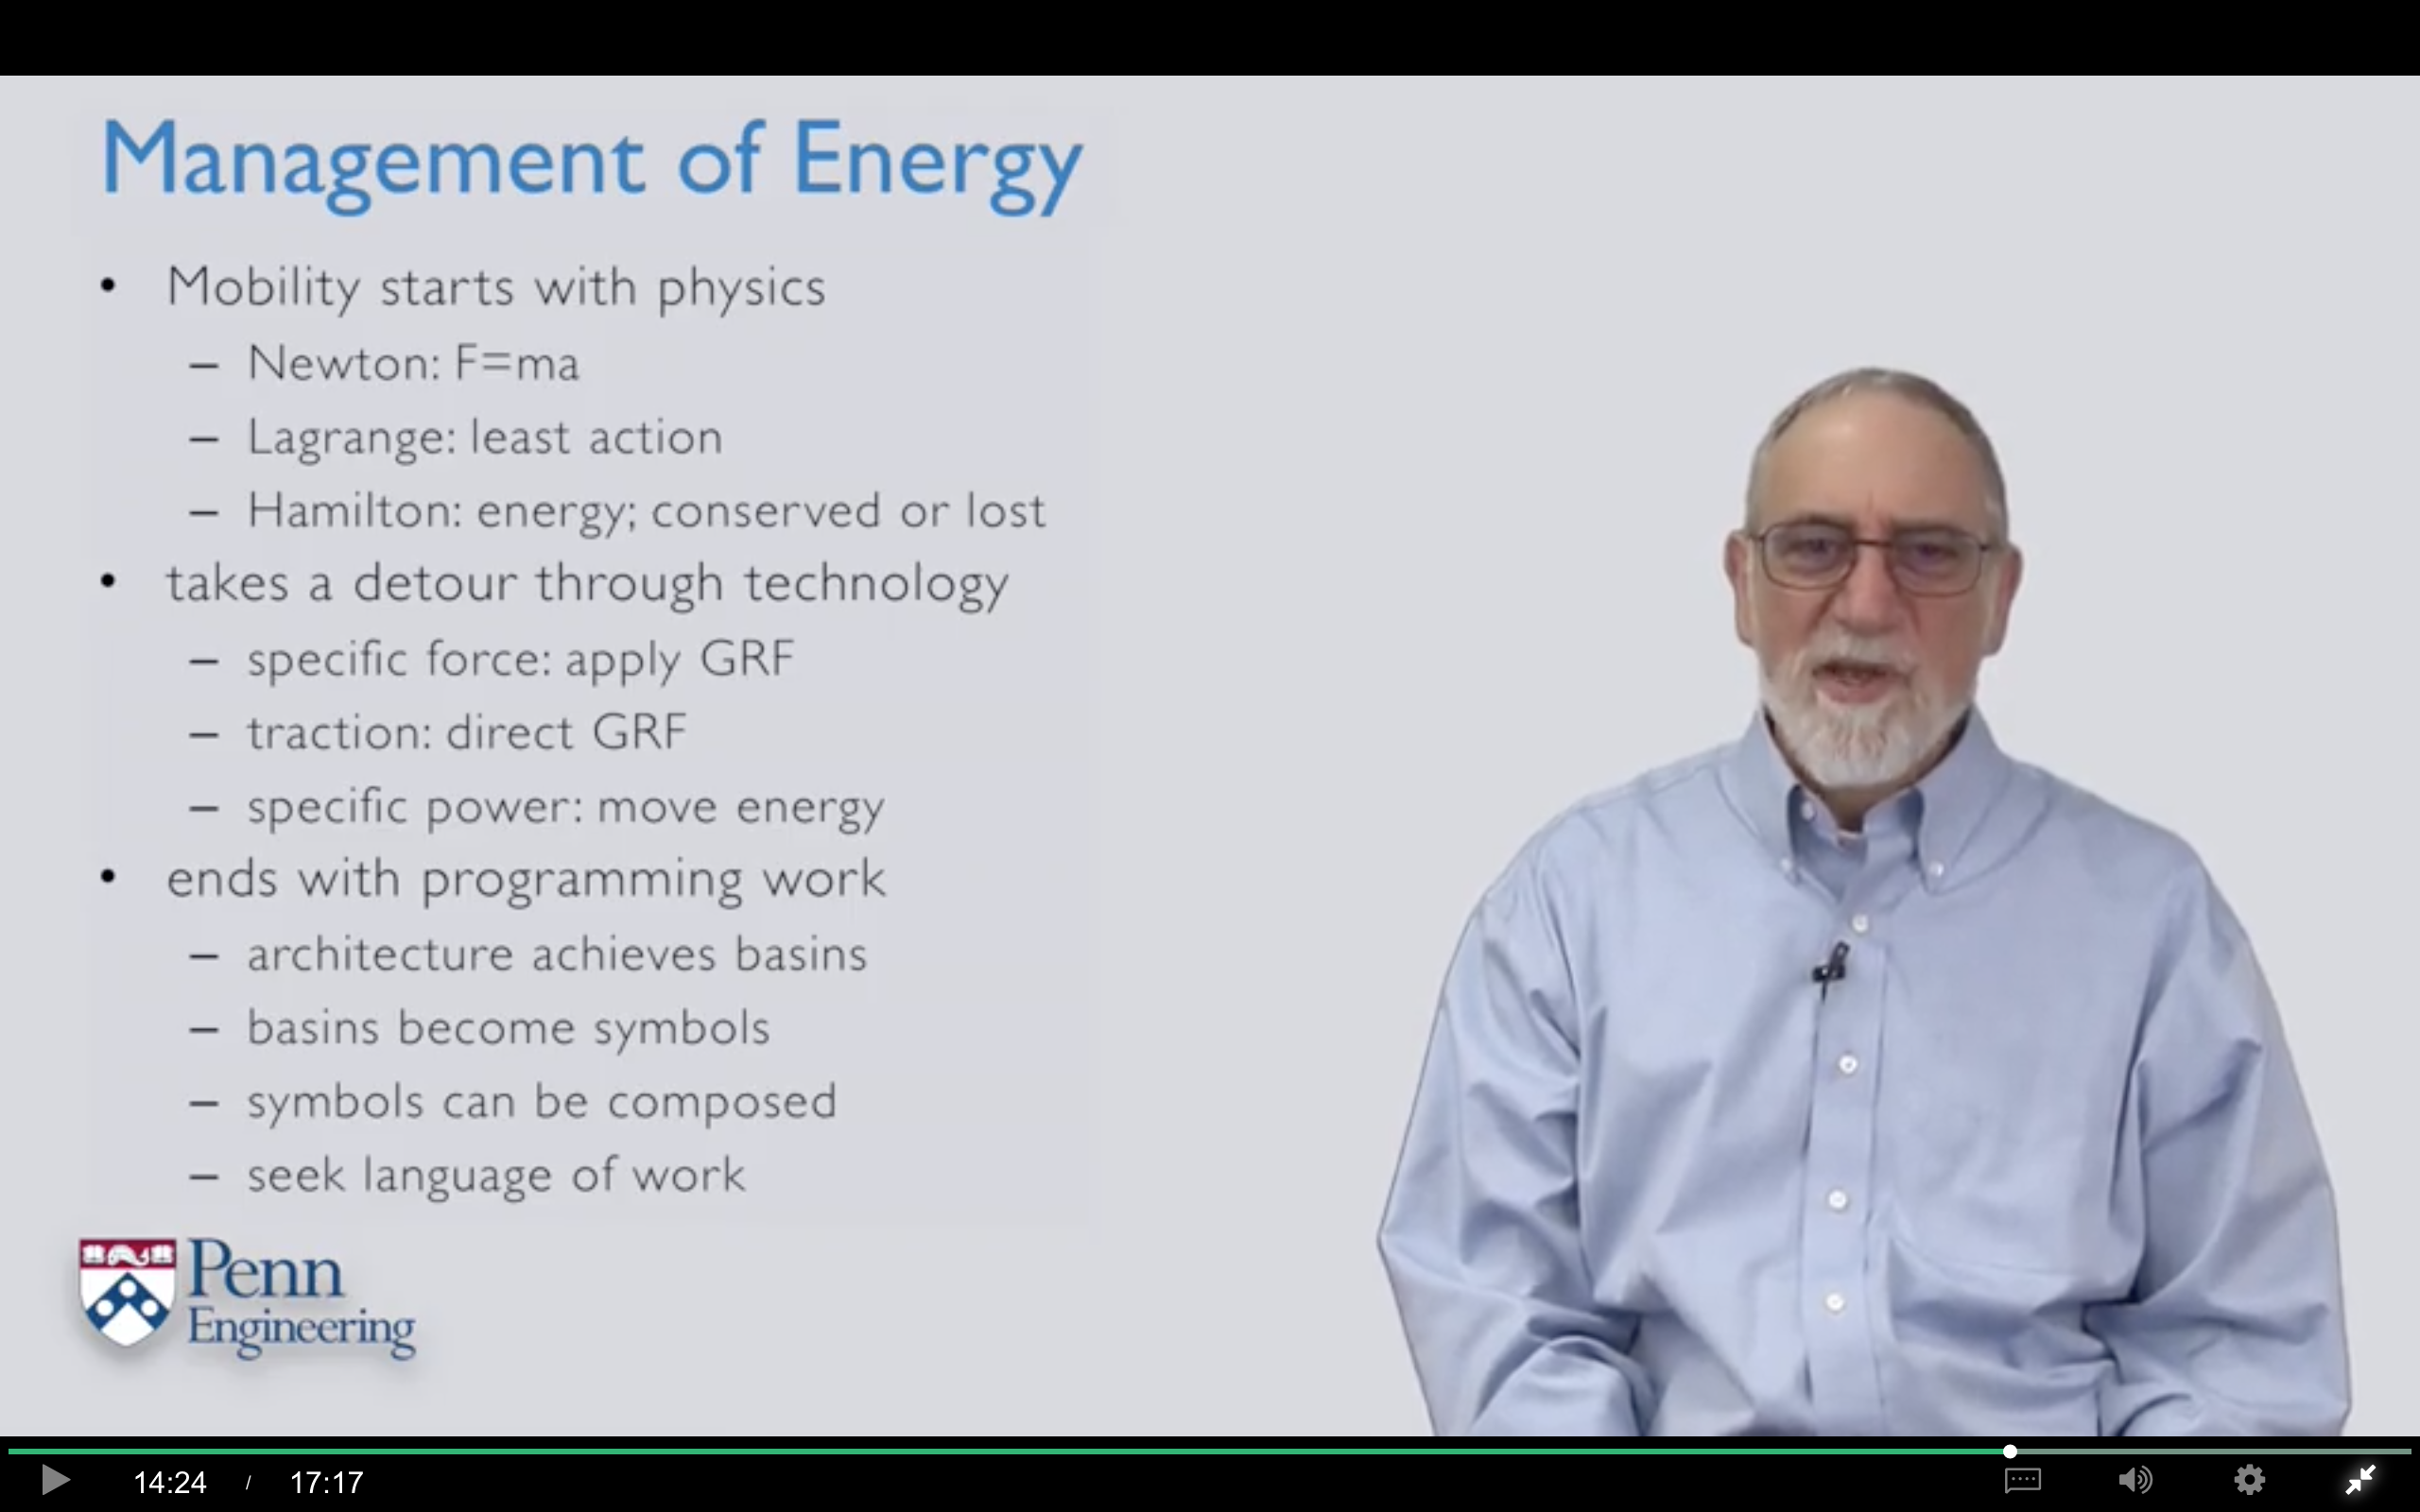 Management of Energy
• Mobility starts with physics
– Newton: F=ma
– Lagrange: least action
– Hamilton: energy; conserved or lost
• takes a detour through technology
– specific force: apply GRF
– traction: direct GRF
– specific power: move energy
• ends with programming work
– architecture achieves basins
– basins become symbols
– symbols can be composed
– seek language of work
Penn
Engineering
14:24 / 17:17